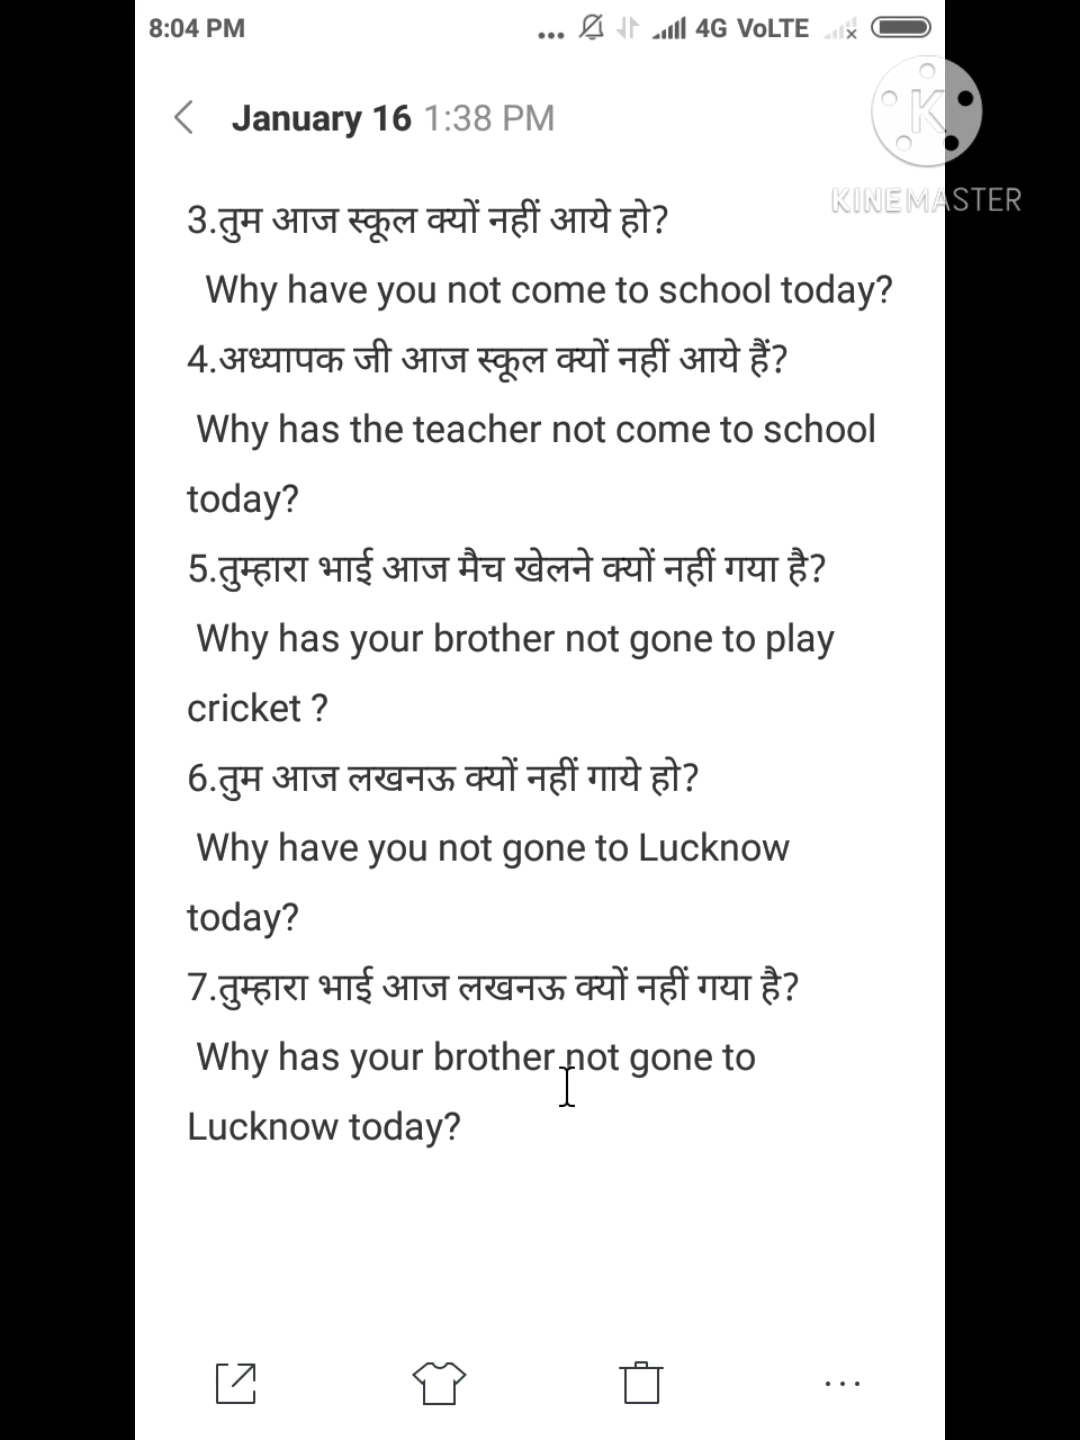 8:04 PM ... 4G VoLTE
January 16 1:38 PM
K
KINEMASTER
3.तुम आज स्कूल क्यों नहीं आये हो?
Why have you not come to school today?
4.अध्यापक जी आज स्कूल क्यों नहीं आये हैं?
Why has the teacher not come to school
today?
5.तुम्हारा भाई आज मैच खेलने क्यों नहीं गया है?
Why has your brother not gone to play
cricket ?
6.तुम आज लखनऊ क्यों नहीं गाये हो?
Why have you not gone to Lucknow
today?
7.तुम्हारा भाई आज लखनऊ क्यों नहीं गया है?
Why has your brother not gone to
Lucknow today?